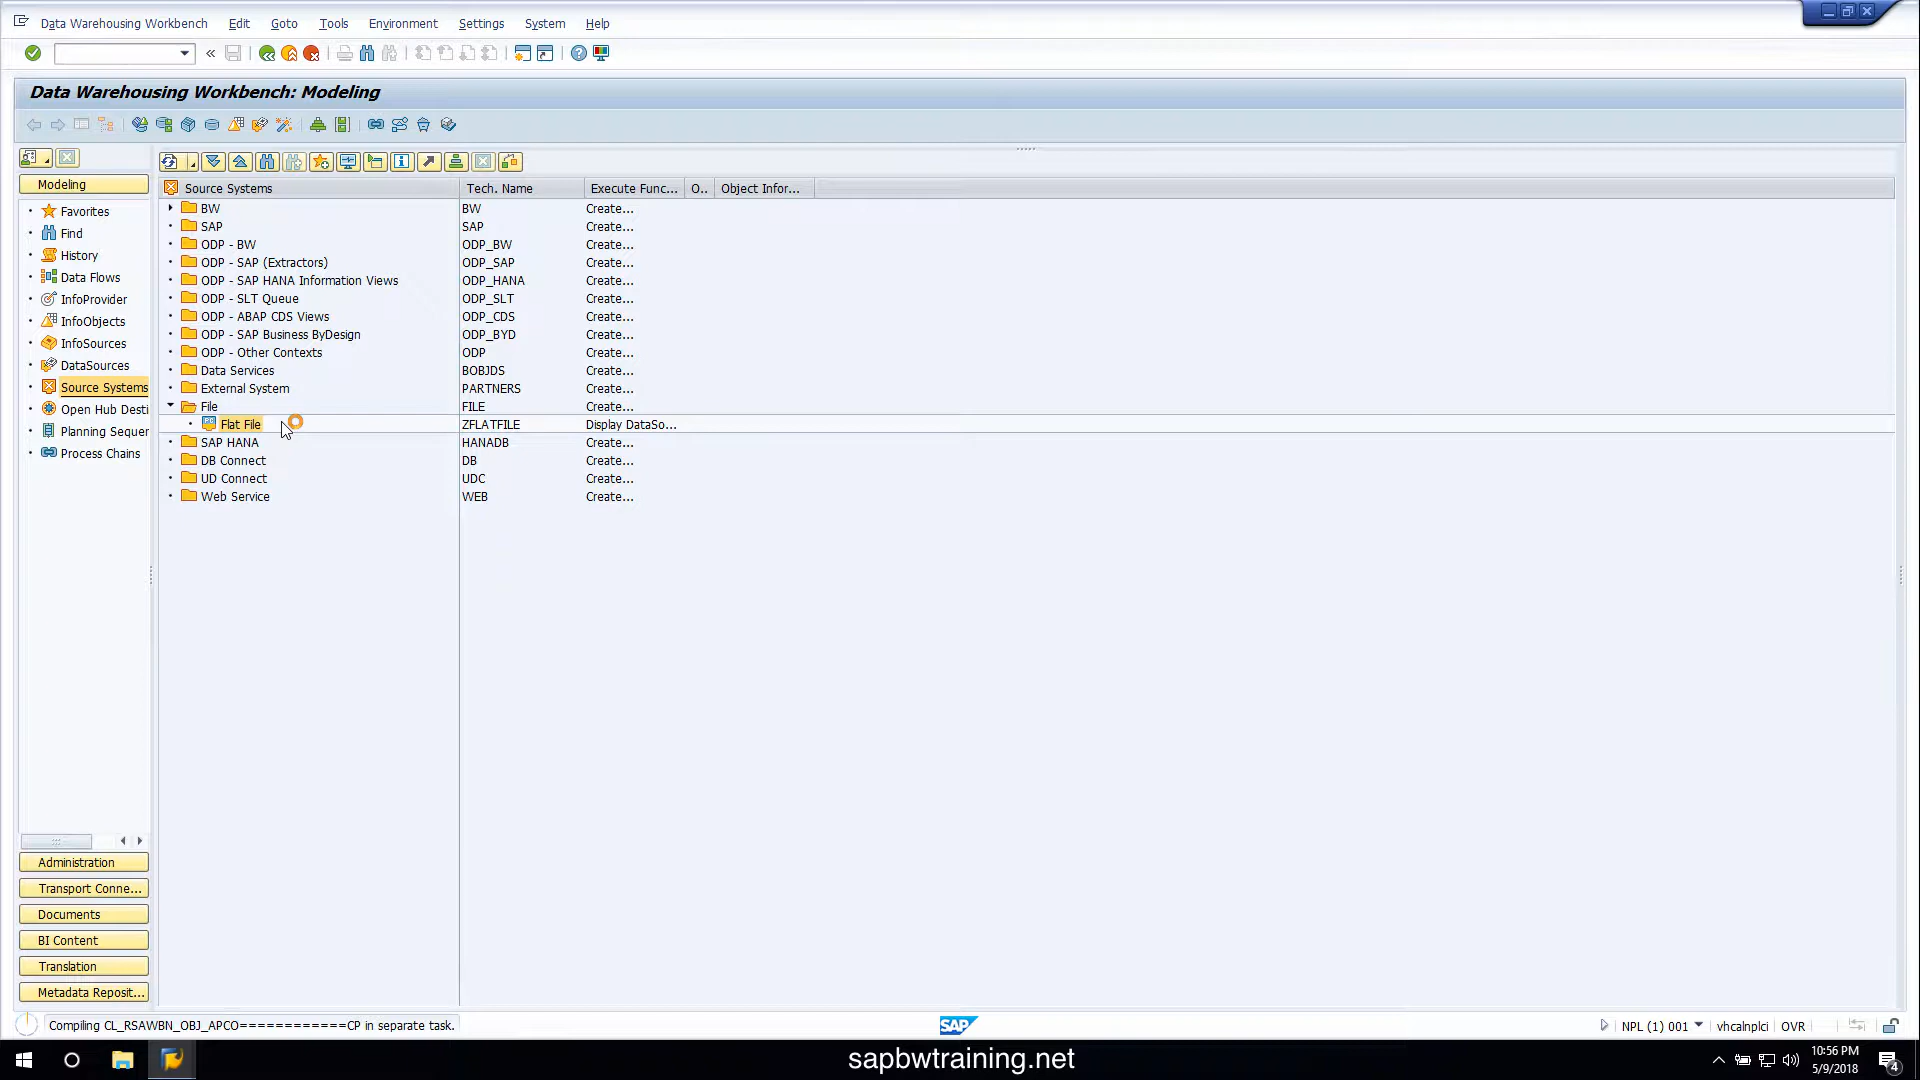 Data Warehousing Workbench Edit Goto Tools Environment Settings System Help
Data Warehousing Workbench: Modeling
Modeling
Favorites
Find
History
Data Flows
InfoProvider
InfoObjects
InfoSources
DataSources
Source Systems
Open Hub Desti
Planning Sequer
Process Chains
Administration
Transport Conne...
Documents
BI Content
Translation
Metadata Reposit...
Source Systems Tech. Name Execute Func... O.. Object Infor...
BW BW Create...
SAP SAP Create...
ODP - BW ODP_BW Create...
ODP - SAP (Extractors) ODP_SAP Create...
ODP - SAP HANA Information Views ODP_HANA Create...
ODP - SLT Queue ODP_SLT Create...
ODP - ABAP CDS Views ODP_CDS Create...
ODP - SAP Business ByDesign ODP_BYD Create...
ODP - Other Contexts ODP Create...
Data Services BOBJDS Create...
External System PARTNERS Create...
File FILE Create...
Flat File ZFLATFILE Display DataSo...
SAP HANA HANADB Create...
DB Connect DB Create...
UD Connect UDC Create...
Web Service WEB Create...
Compiling CL_RSAWBN_OBJ_APCO============CP in separate task.
SAP
NPL (1) 001 vhcalnplci OVR
sapbwtraining.net
10:56 PM
5/9/2018
4